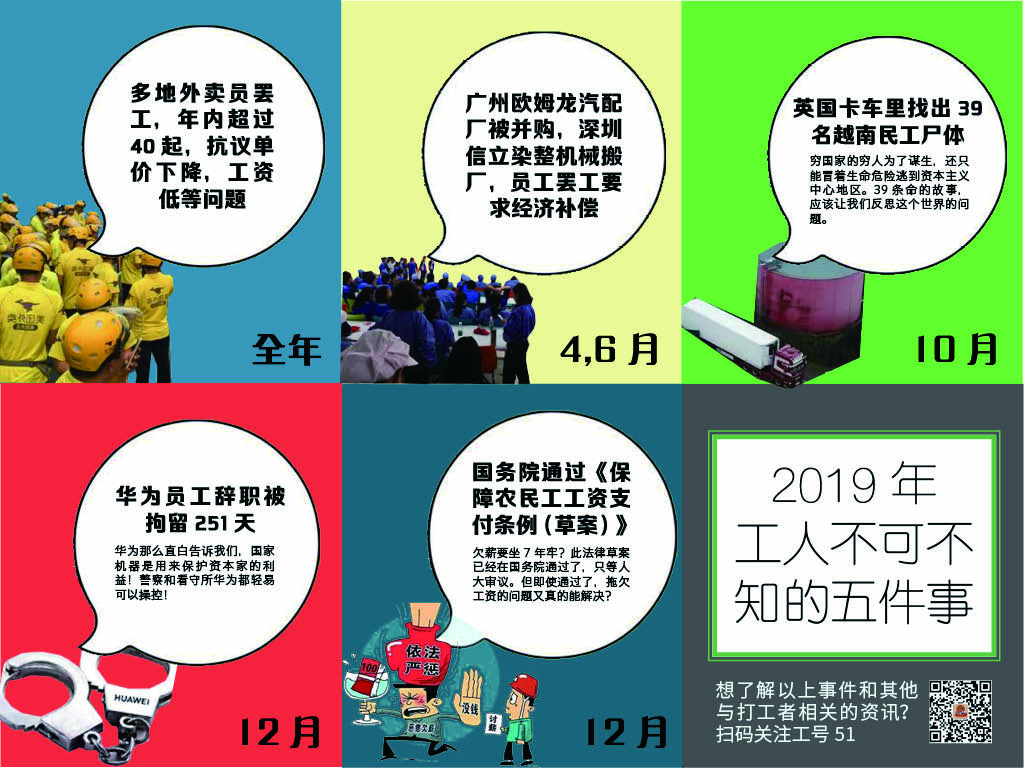 多地外卖员罢
工，年内超过
40 起，抗议单
价下降，工资
低等问题
美团外卖
全年
广州欧姆龙汽配
厂被并购，深圳
信立染整机械搬
厂，员工罢工要
求经济补偿
4,6 月
英国卡车里找出 39
名越南民工尸体
穷国家的穷人为了谋生，还只
能冒着生命危险逃到资本主义
中心地区。39 条命的故事，
应该让我们反思这个世界的问
题。
10 月
华为员工辞职被
拘留 251 天
华为那么直白告诉我们，国家
机器是用来保护资本家的利
益！警察和看守所华为都轻易
可以操控！
HUAWEI
12 月
国务院通过《保
障农民工工资支
付条例（草案）》
欠薪要坐 7 年牢？此法律草案
已经在国务院通过了，只等人
大审议。但即使通过了，拖欠
工资的问题又真的能解决？
依法
严惩
100
没钱
恶意欠薪
讨薪
12 月
2019 年
工人不可不
知的五件事
想了解以上事件和其他
与打工者相关的资讯？
扫码关注工号 51